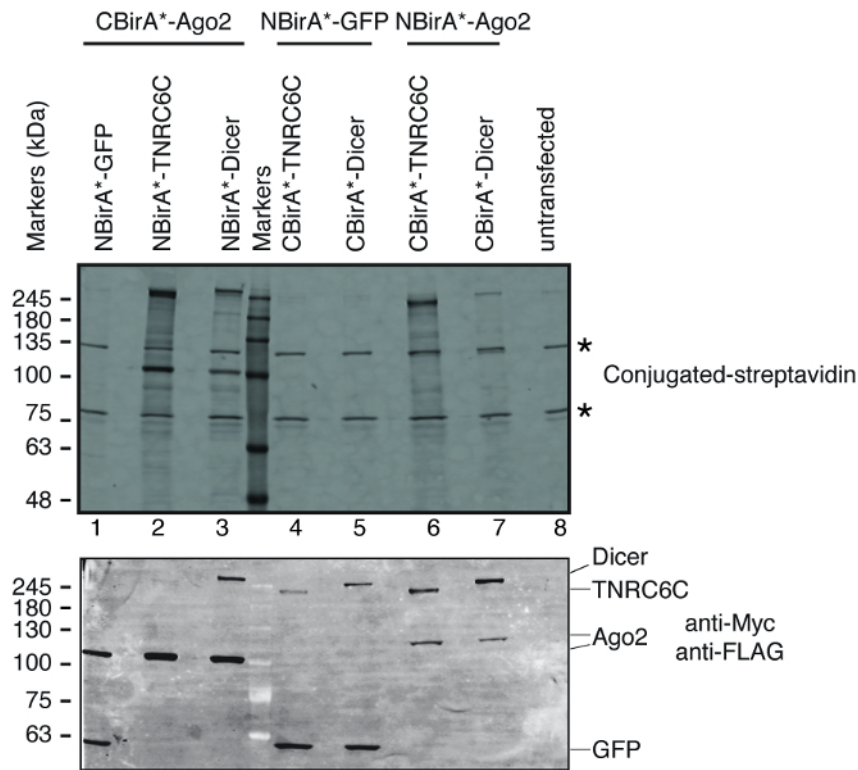 CBirA*-Ago2 NBirA*-GFP NBirA*-Ago2
Markers (kDa)
NBirA*-GFP
NBirA*-TNRC6C
NBirA*-Dicer
Markers
CBirA*-TNRC6C
CBirA*-Dicer
CBirA*-TNRC6C
CBirA*-Dicer
untransfected
245
180
135
100
75
63
48
*
Conjugated-streptavidin
*
1 2 3 4 5 6 7 8
245
180
130
100
75
63
Dicer
TNRC6C
Ago2
anti-Myc
anti-FLAG
GFP